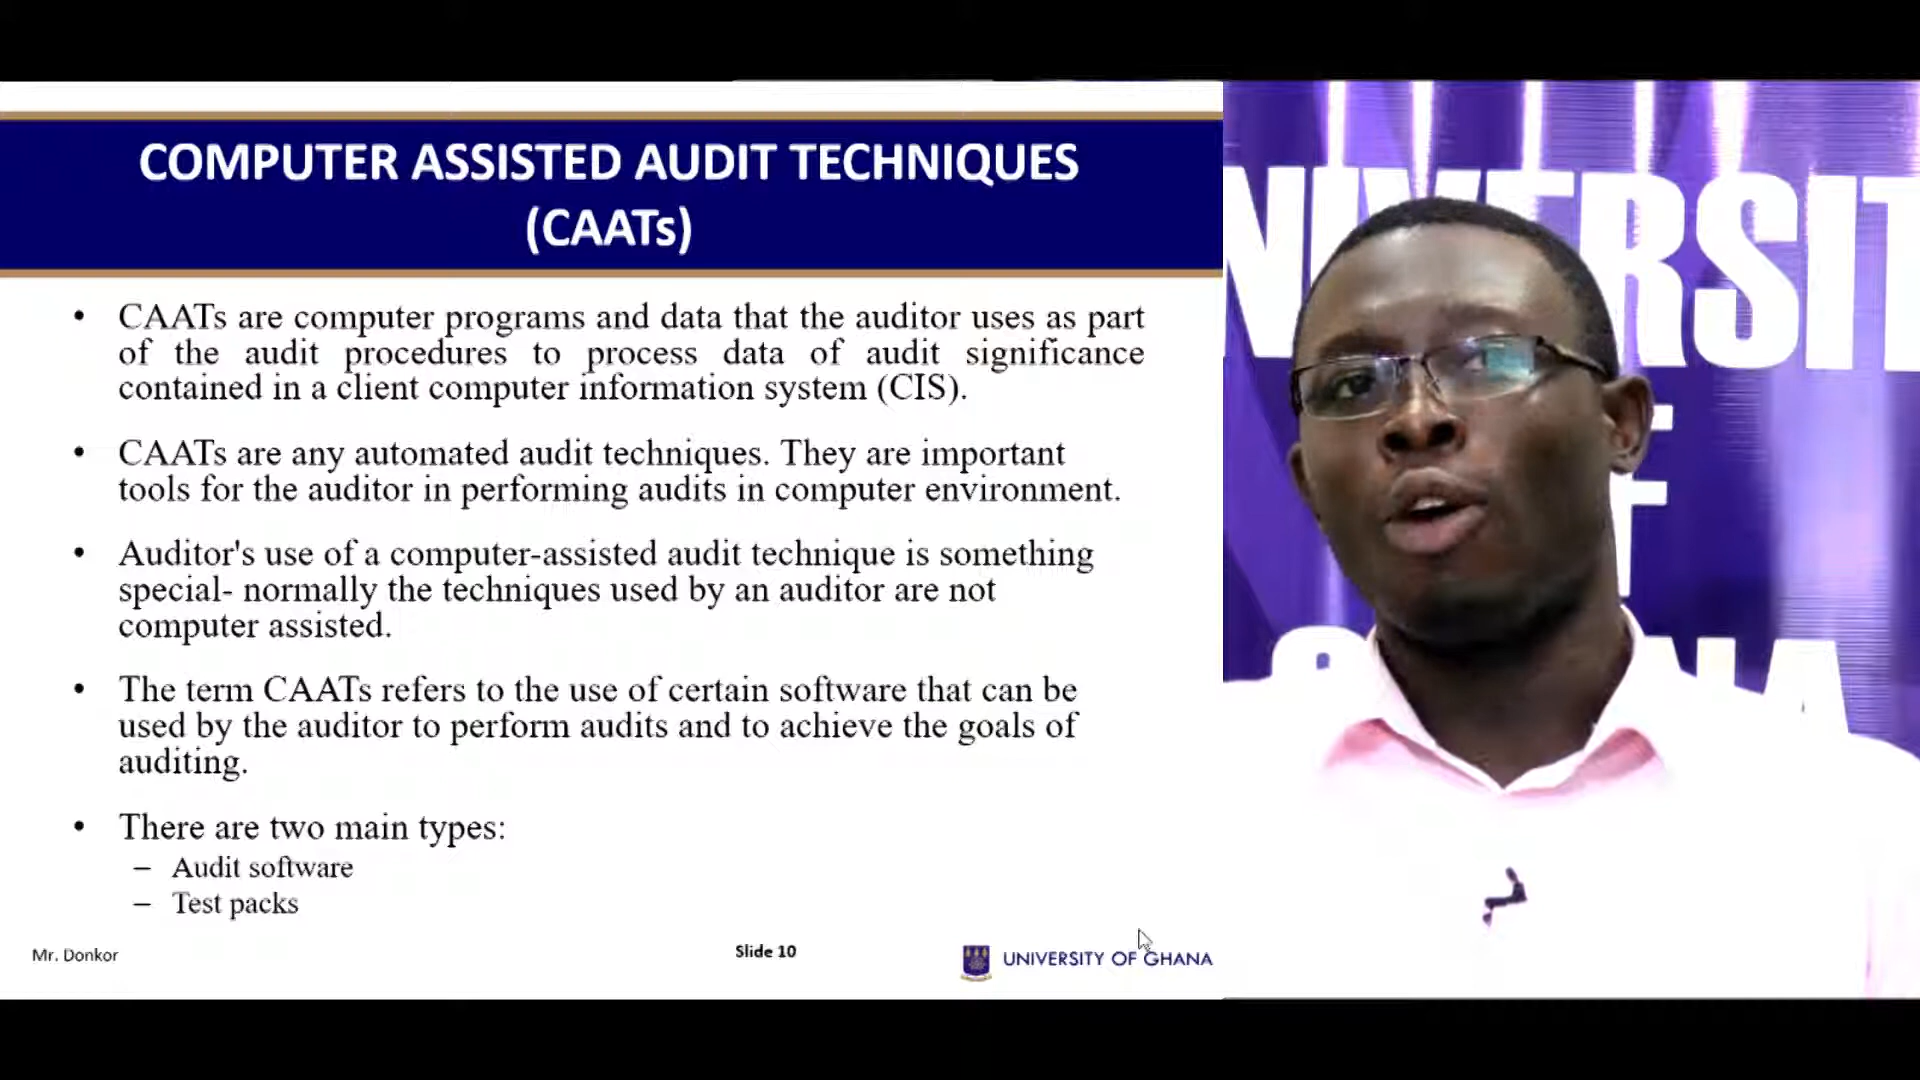 COMPUTER ASSISTED AUDIT TECHNIQUES
(CAATs)
• CAATs are computer programs and data that the auditor uses as part
of the audit procedures to process data of audit significance
contained in a client computer information system (CIS).
• CAATs are any automated audit techniques. They are important
tools for the auditor in performing audits in computer environment.
• Auditor's use of a computer-assisted audit technique is something
special- normally the techniques used by an auditor are not
computer assisted.
• The term CAATs refers to the use of certain software that can be
used by the auditor to perform audits and to achieve the goals of
auditing.
• There are two main types:
– Audit software
– Test packs
Mr. Donkor
Slide 10
UNIVERSITY OF GHANA